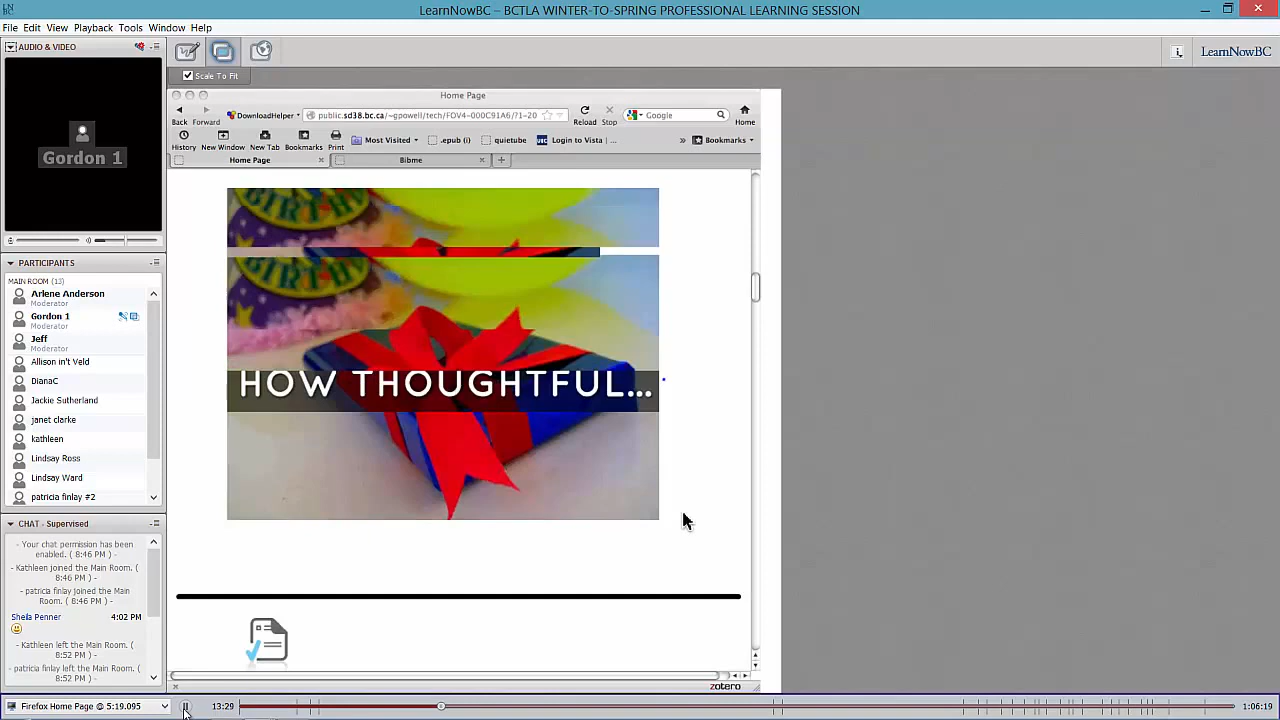 LearnNowBC – BCTLA WINTER-TO-SPRING PROFESSIONAL LEARNING SESSION
File Edit View Playback Tools Window Help
AUDIO & VIDEO
LearnNowBC
Scale To Fit
Gordon 1
Home Page
Back Forward
DownloadHelper
public.sd38.bc.ca/~gpowell/tech/FOV4-000C91A6/?1=20
Reload Stop
Google
Home
History New Window New Tab Bookmarks Print
Most Visited
.epub (i)
quietube
UBC Login to Vista | ...
»
Bookmarks
Home Page
Bibme
BIRTHD
HOW THOUGHTFUL...
PARTICIPANTS
MAIN ROOM (13)
Arlene Anderson
Moderator
Gordon 1
Moderator
Jeff
Moderator
Allison in't Veld
DianaC
Jackie Sutherland
janet clarke
kathleen
Lindsay Ross
Lindsay Ward
patricia finlay #2
CHAT - Supervised
- Your chat permission has been
enabled. ( 8:46 PM ) -
- Kathleen joined the Main Room. (
8:46 PM ) -
- patricia finlay joined the Main
Room. ( 8:46 PM ) -
Sheila Penner 4:02 PM
- Kathleen left the Main Room. (
8:52 PM ) -
- patricia finlay left the Main Room. (
8:52 PM ) -
zotero
Firefox Home Page @ 5:19.095
13:29
1:06:19